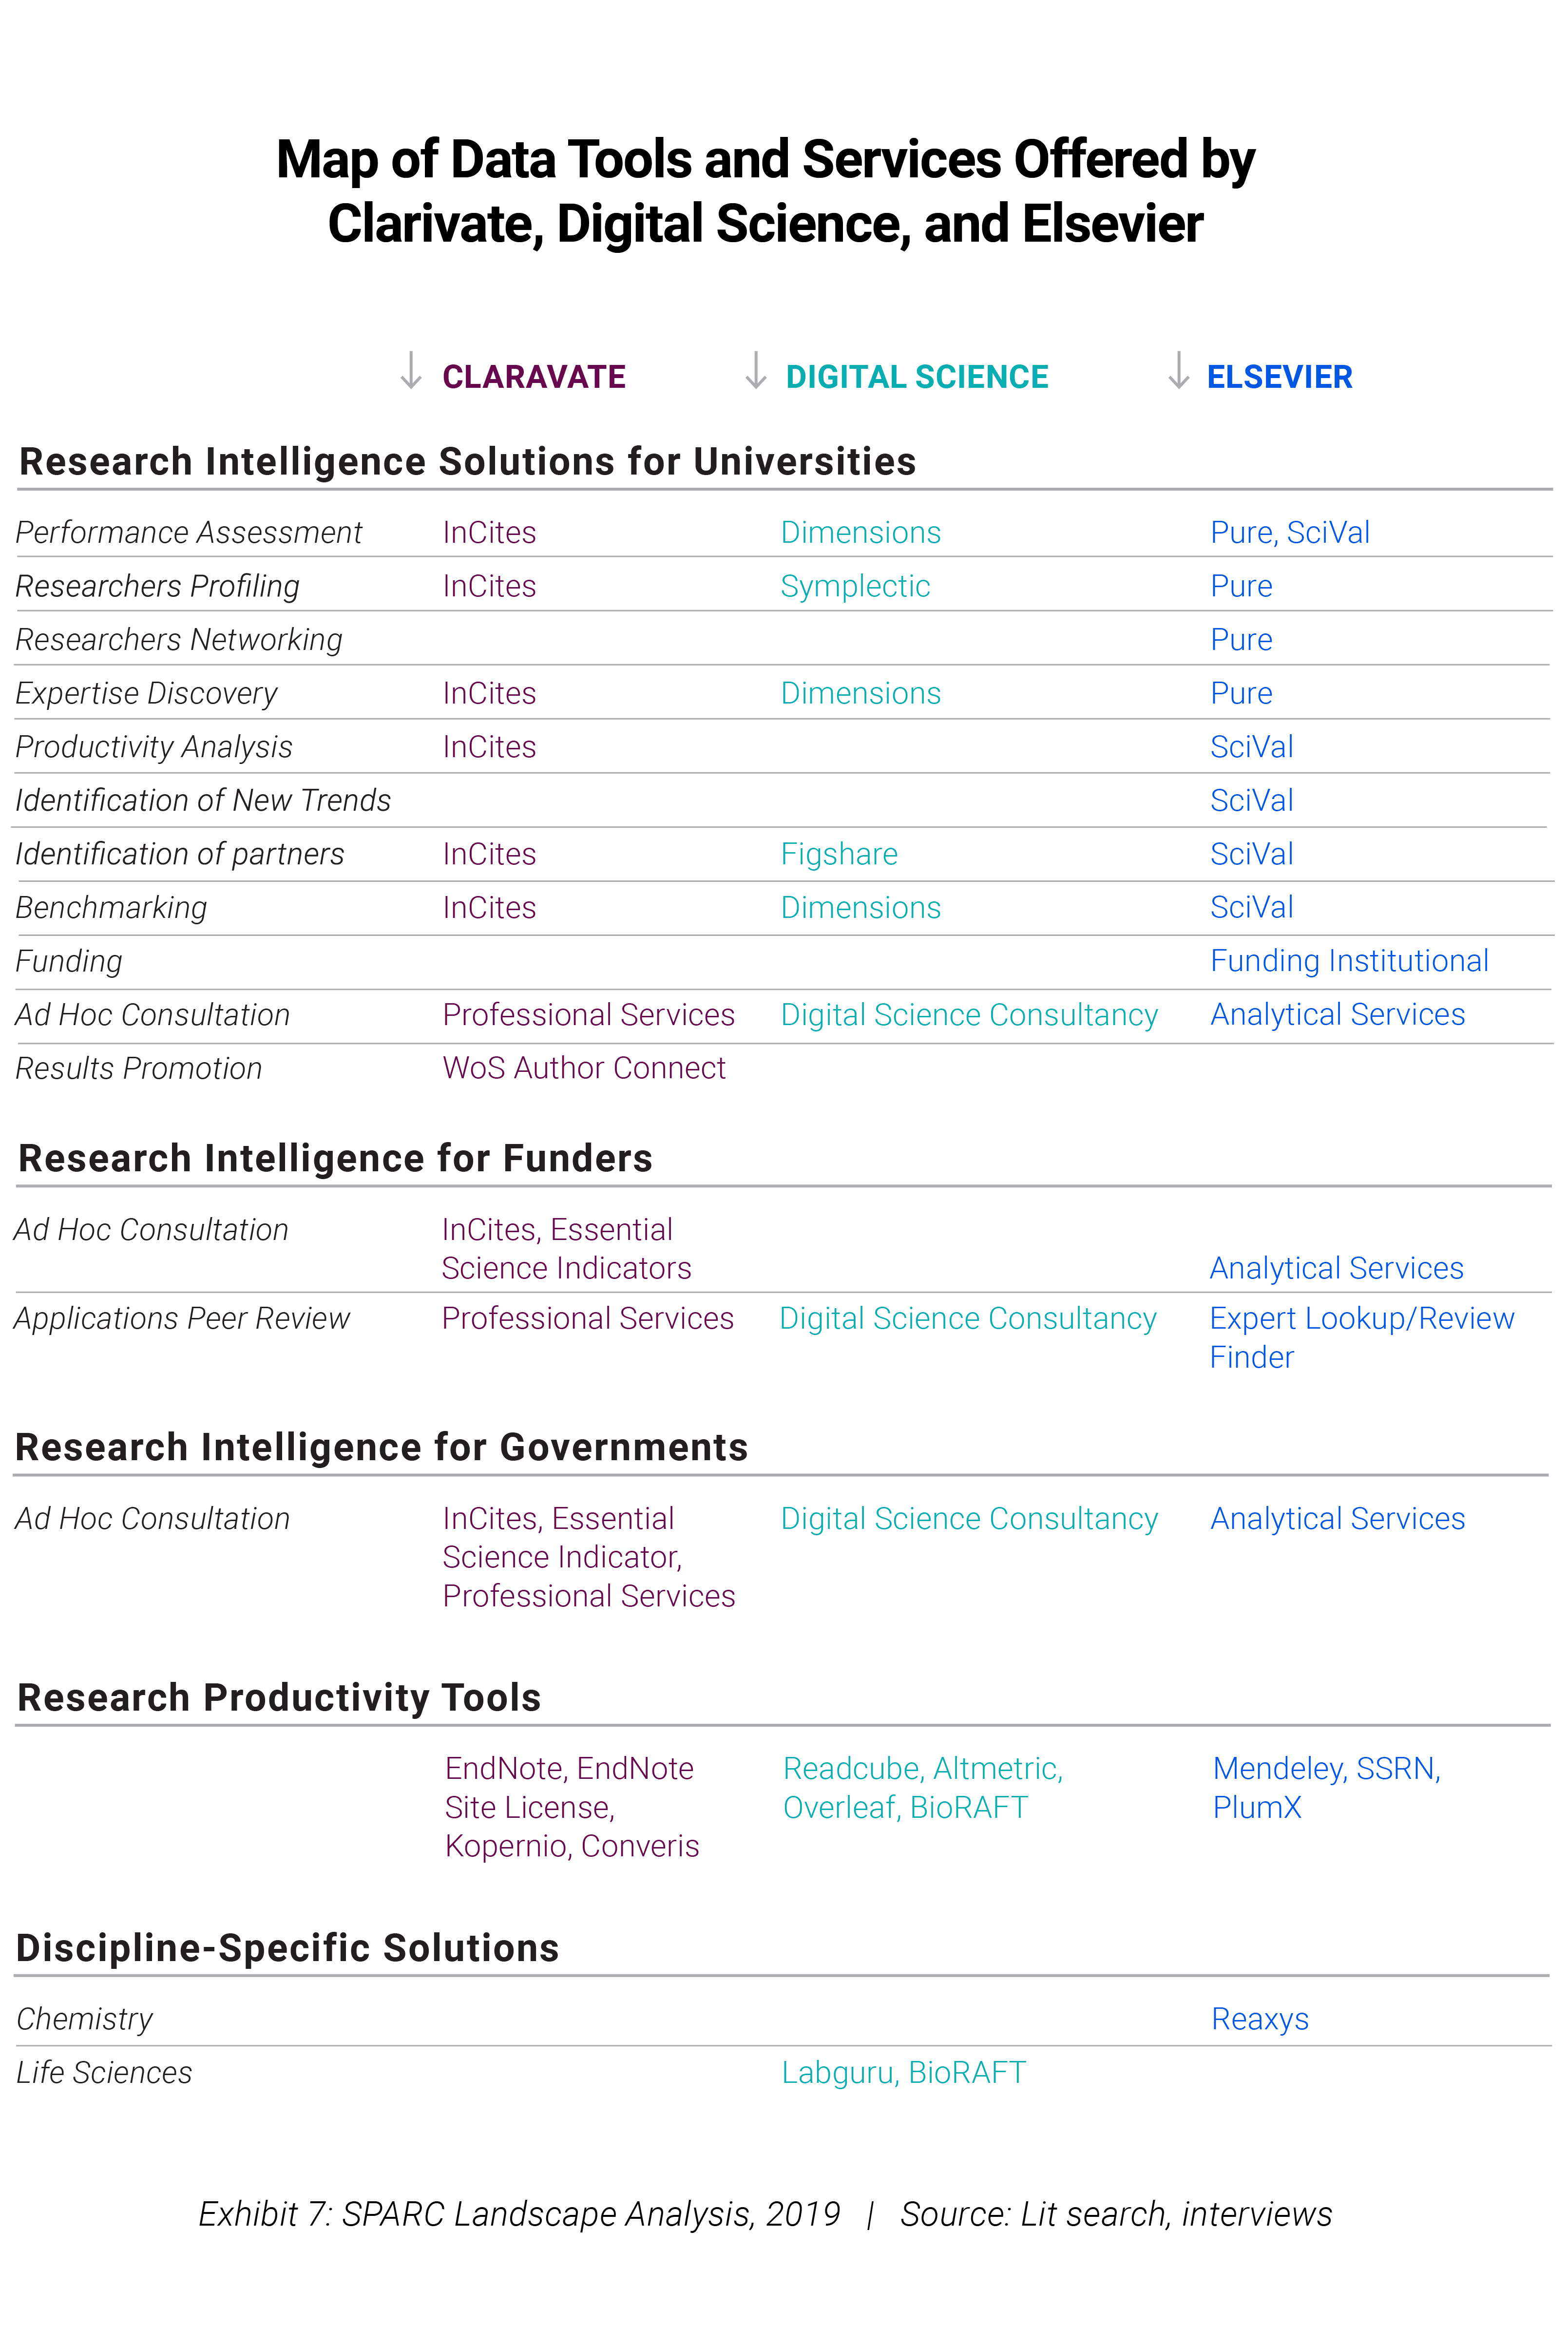 Map of Data Tools and Services Offered by
Clarivate, Digital Science, and Elsevier
↓ CLARAVATE ↓ DIGITAL SCIENCE ↓ ELSEVIER
Research Intelligence Solutions for Universities
Performance Assessment InCites Dimensions Pure, SciVal
Researchers Profiling InCites Symplectic Pure
Researchers Networking Pure
Expertise Discovery InCites Dimensions Pure
Productivity Analysis InCites SciVal
Identification of New Trends SciVal
Identification of partners InCites Figshare SciVal
Benchmarking InCites Dimensions SciVal
Funding Funding Institutional
Ad Hoc Consultation Professional Services Digital Science Consultancy Analytical Services
Results Promotion WoS Author Connect
Research Intelligence for Funders
Ad Hoc Consultation InCites, Essential
Science Indicators Analytical Services
Applications Peer Review Professional Services Digital Science Consultancy Expert Lookup/Review
Finder
Research Intelligence for Governments
Ad Hoc Consultation InCites, Essential Digital Science Consultancy Analytical Services
Science Indicator,
Professional Services
Research Productivity Tools
EndNote, EndNote Readcube, Altmetric, Mendeley, SSRN,
Site License, Overleaf, BioRAFT PlumX
Kopernio, Converis
Discipline-Specific Solutions
Chemistry Reaxys
Life Sciences Labguru, BioRAFT
Exhibit 7: SPARC Landscape Analysis, 2019 | Source: Lit search, interviews